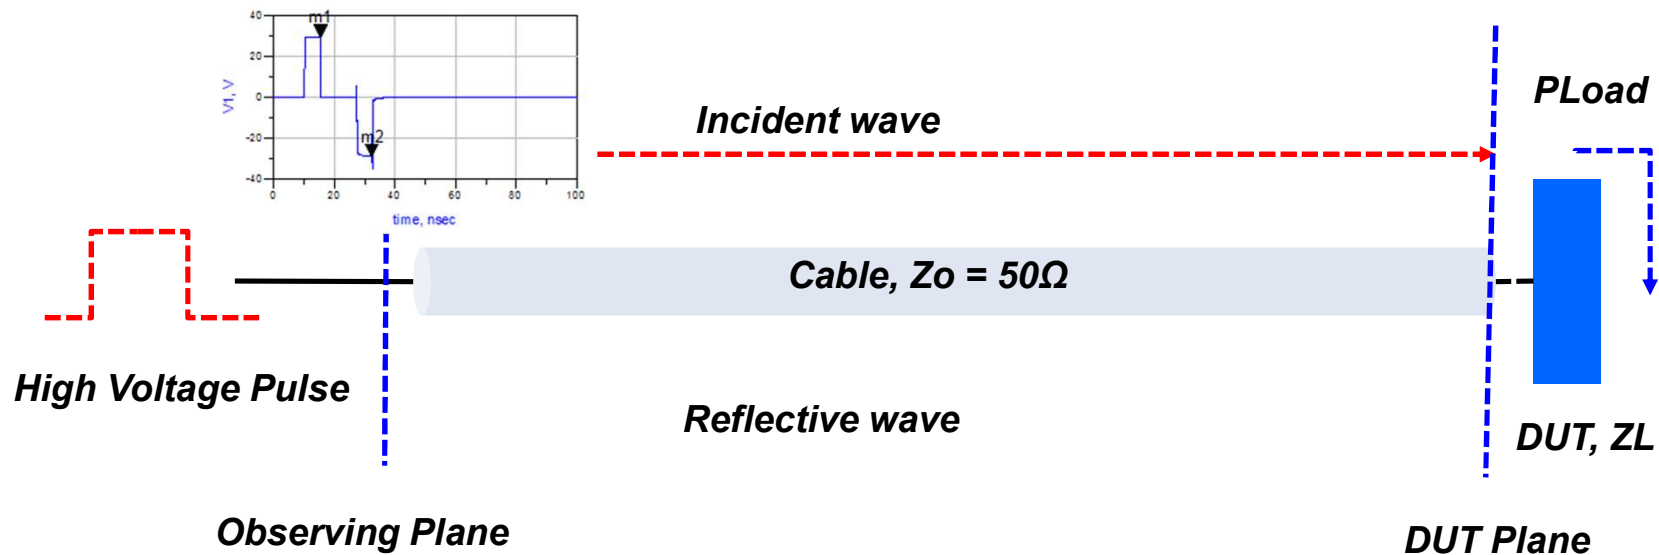 m1
40
20
0
-20
-40
V1, V
m2
0
20
40
60
80
100
time, nsec
Incident wave
PLoad
Cable, Zo = 50Ω
High Voltage Pulse
Reflective wave
DUT, ZL
Observing Plane
DUT Plane